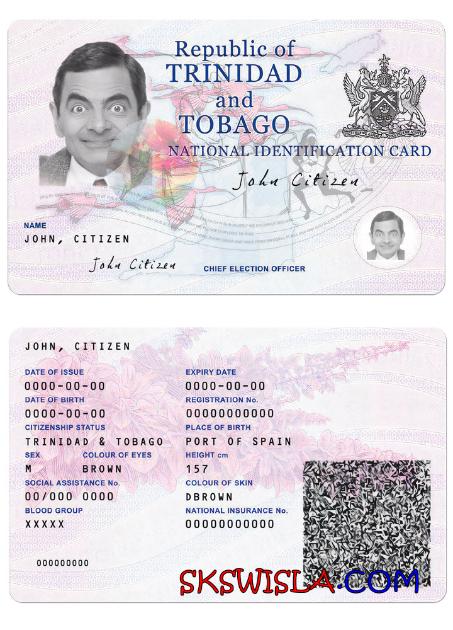 Republic of
TRINIDAD
and
TOBAGO
NATIONAL IDENTIFICATION CARD
John Citizen
NAME
JOHN, CITIZEN
John Citizen
CHIEF ELECTION OFFICER
JOHN, CITIZEN
DATE OF ISSUE EXPIRY DATE
0000-00-00 0000-00-00
DATE OF BIRTH REGISTRATION No.
0000-00-00 00000000000
CITIZENSHIP STATUS PLACE OF BIRTH
TRINIDAD & TOBAGO PORT OF SPAIN
SEX COLOUR OF EYES HEIGHT cm
M BROWN 157
SOCIAL ASSISTANCE No. COLOUR OF SKIN
00/000 0000 DBROWN
BLOOD GROUP NATIONAL INSURANCE No.
XXXXX 00000000000
000000000
SKSWISLA.COM